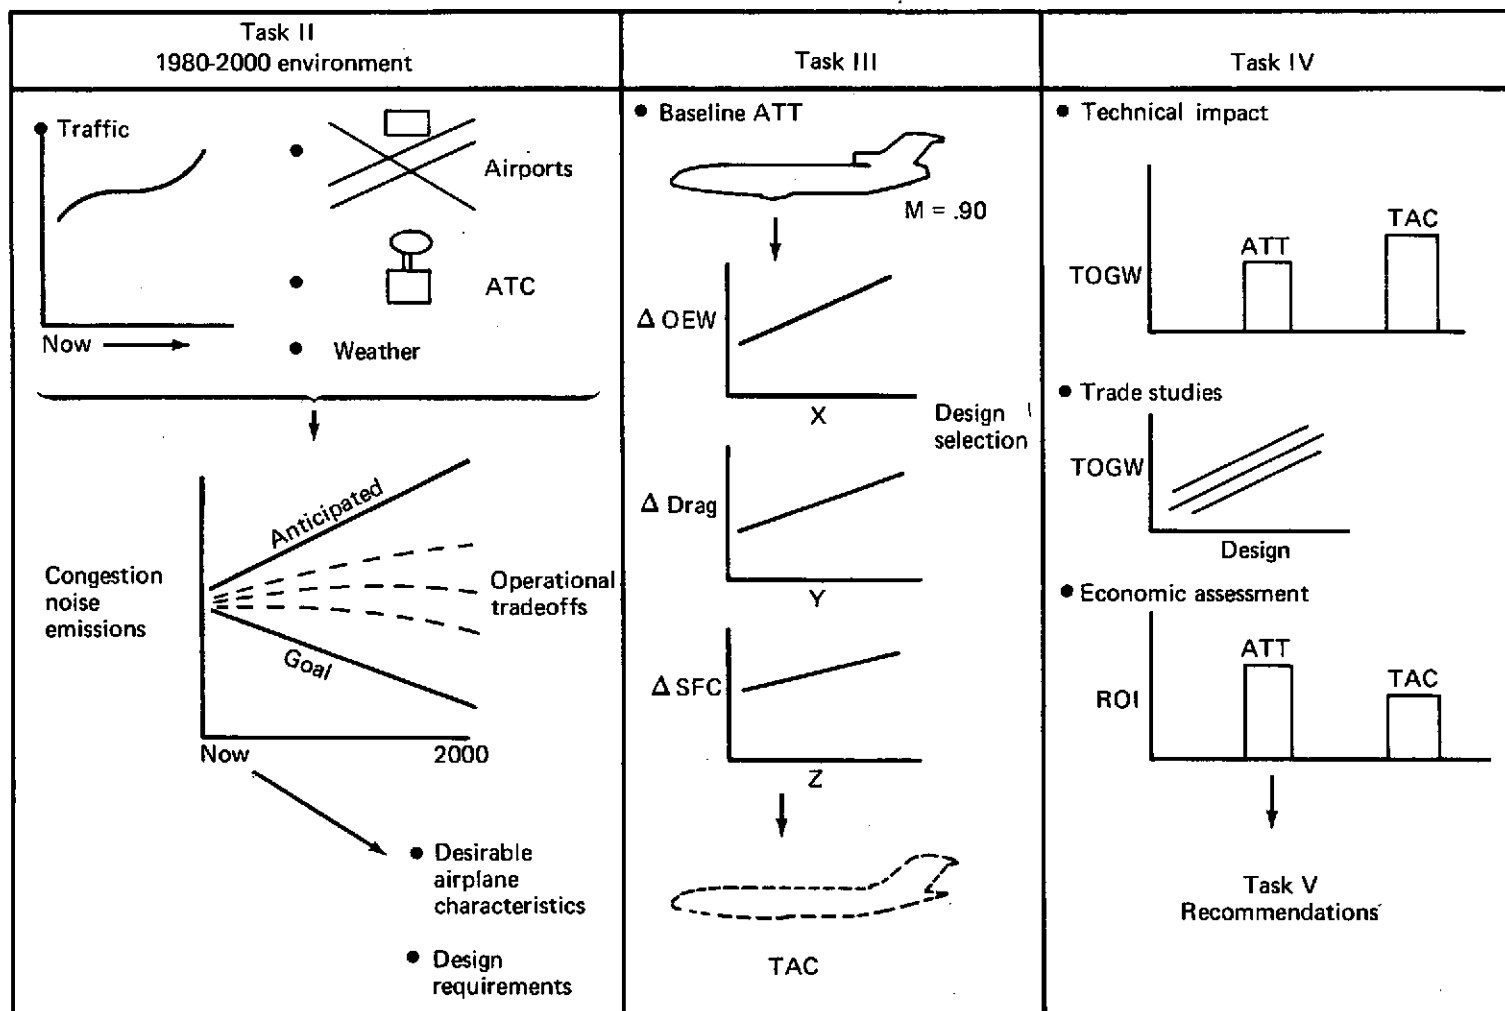 Task II
1980-2000 environment
• Traffic
Now
• Airports
• ATC
• Weather
Congestion
noise
emissions
Anticipated
Goal
Operational
tradeoffs
Now
2000
• Desirable
airplane
characteristics
• Design
requirements
Task III
• Baseline ATT
M = .90
Δ OEW
X
Design
selection
Δ Drag
Y
Δ SFC
Z
TAC
Task IV
• Technical impact
TOGW
ATT
TAC
• Trade studies
TOGW
Design
• Economic assessment
ROI
ATT
TAC
Task V
Recommendations